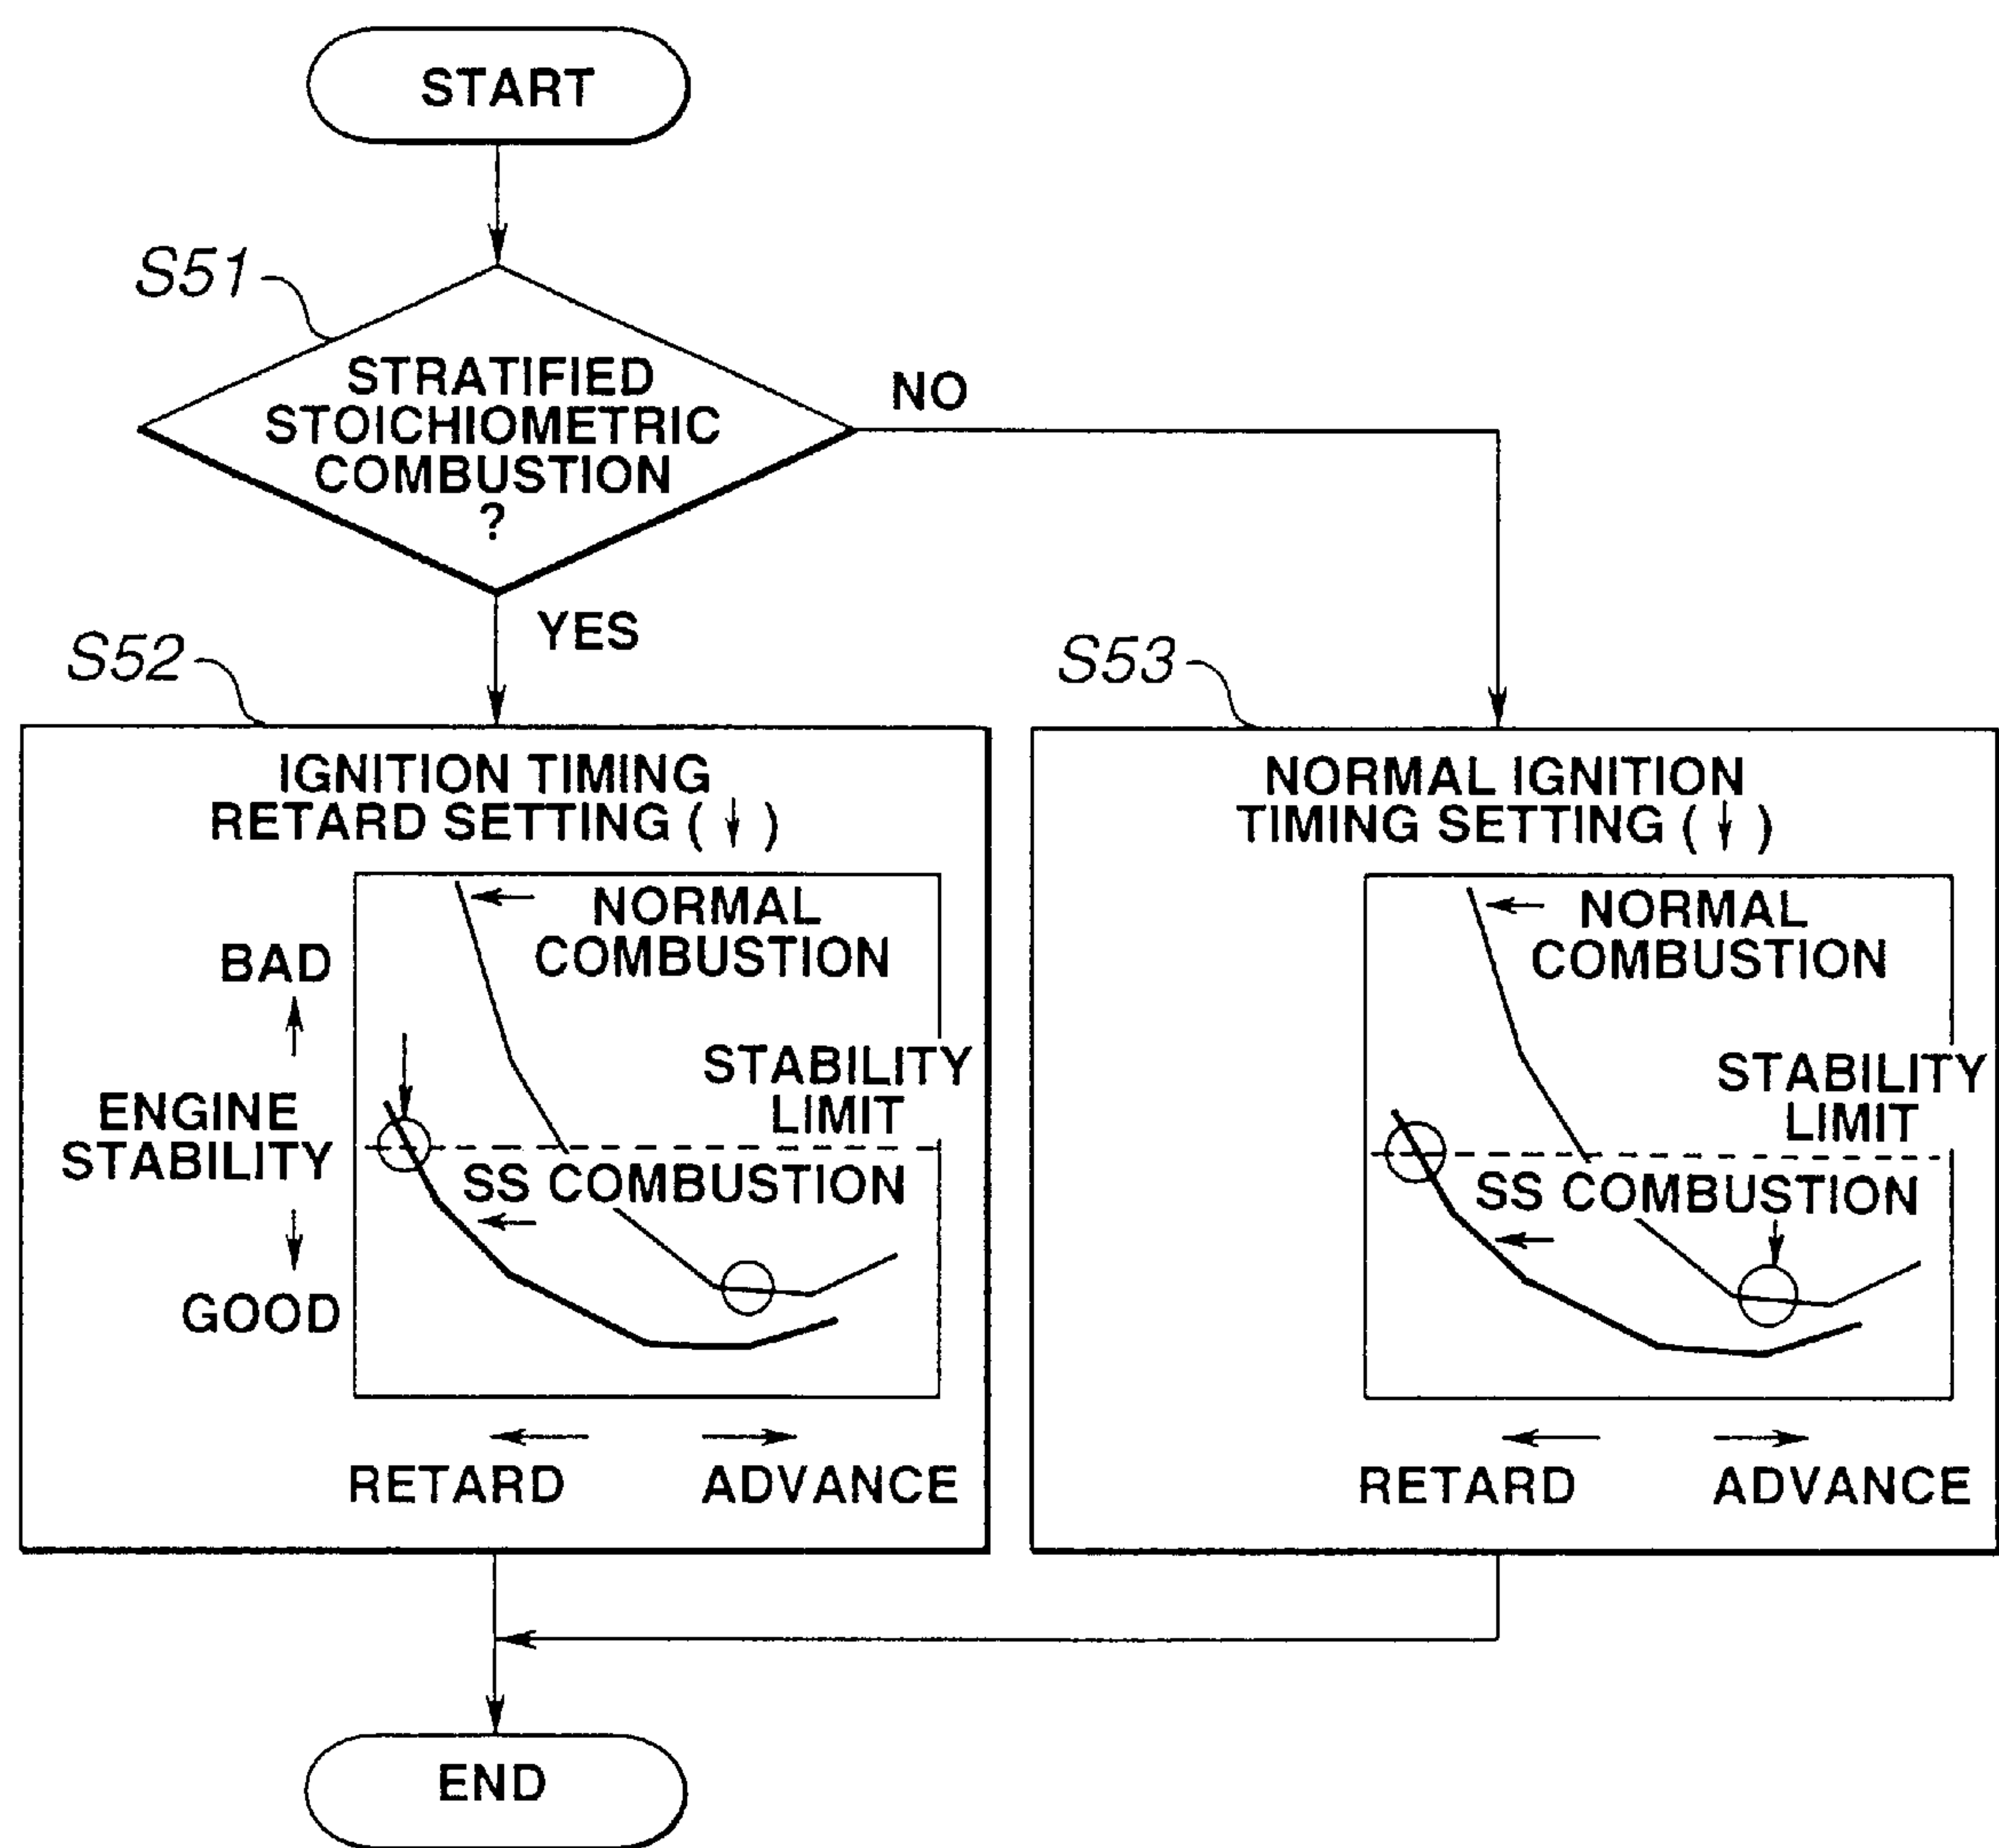 START
S51
STRATIFIED
STOICHIOMETRIC
COMBUSTION
?
NO
YES
S52
IGNITION TIMING
RETARD SETTING ( ↓ )
NORMAL
COMBUSTION
BAD
STABILITY
LIMIT
ENGINE
STABILITY
SS COMBUSTION
GOOD
RETARD
ADVANCE
S53
NORMAL IGNITION
TIMING SETTING ( ↓ )
NORMAL
COMBUSTION
STABILITY
LIMIT
SS COMBUSTION
RETARD
ADVANCE
END